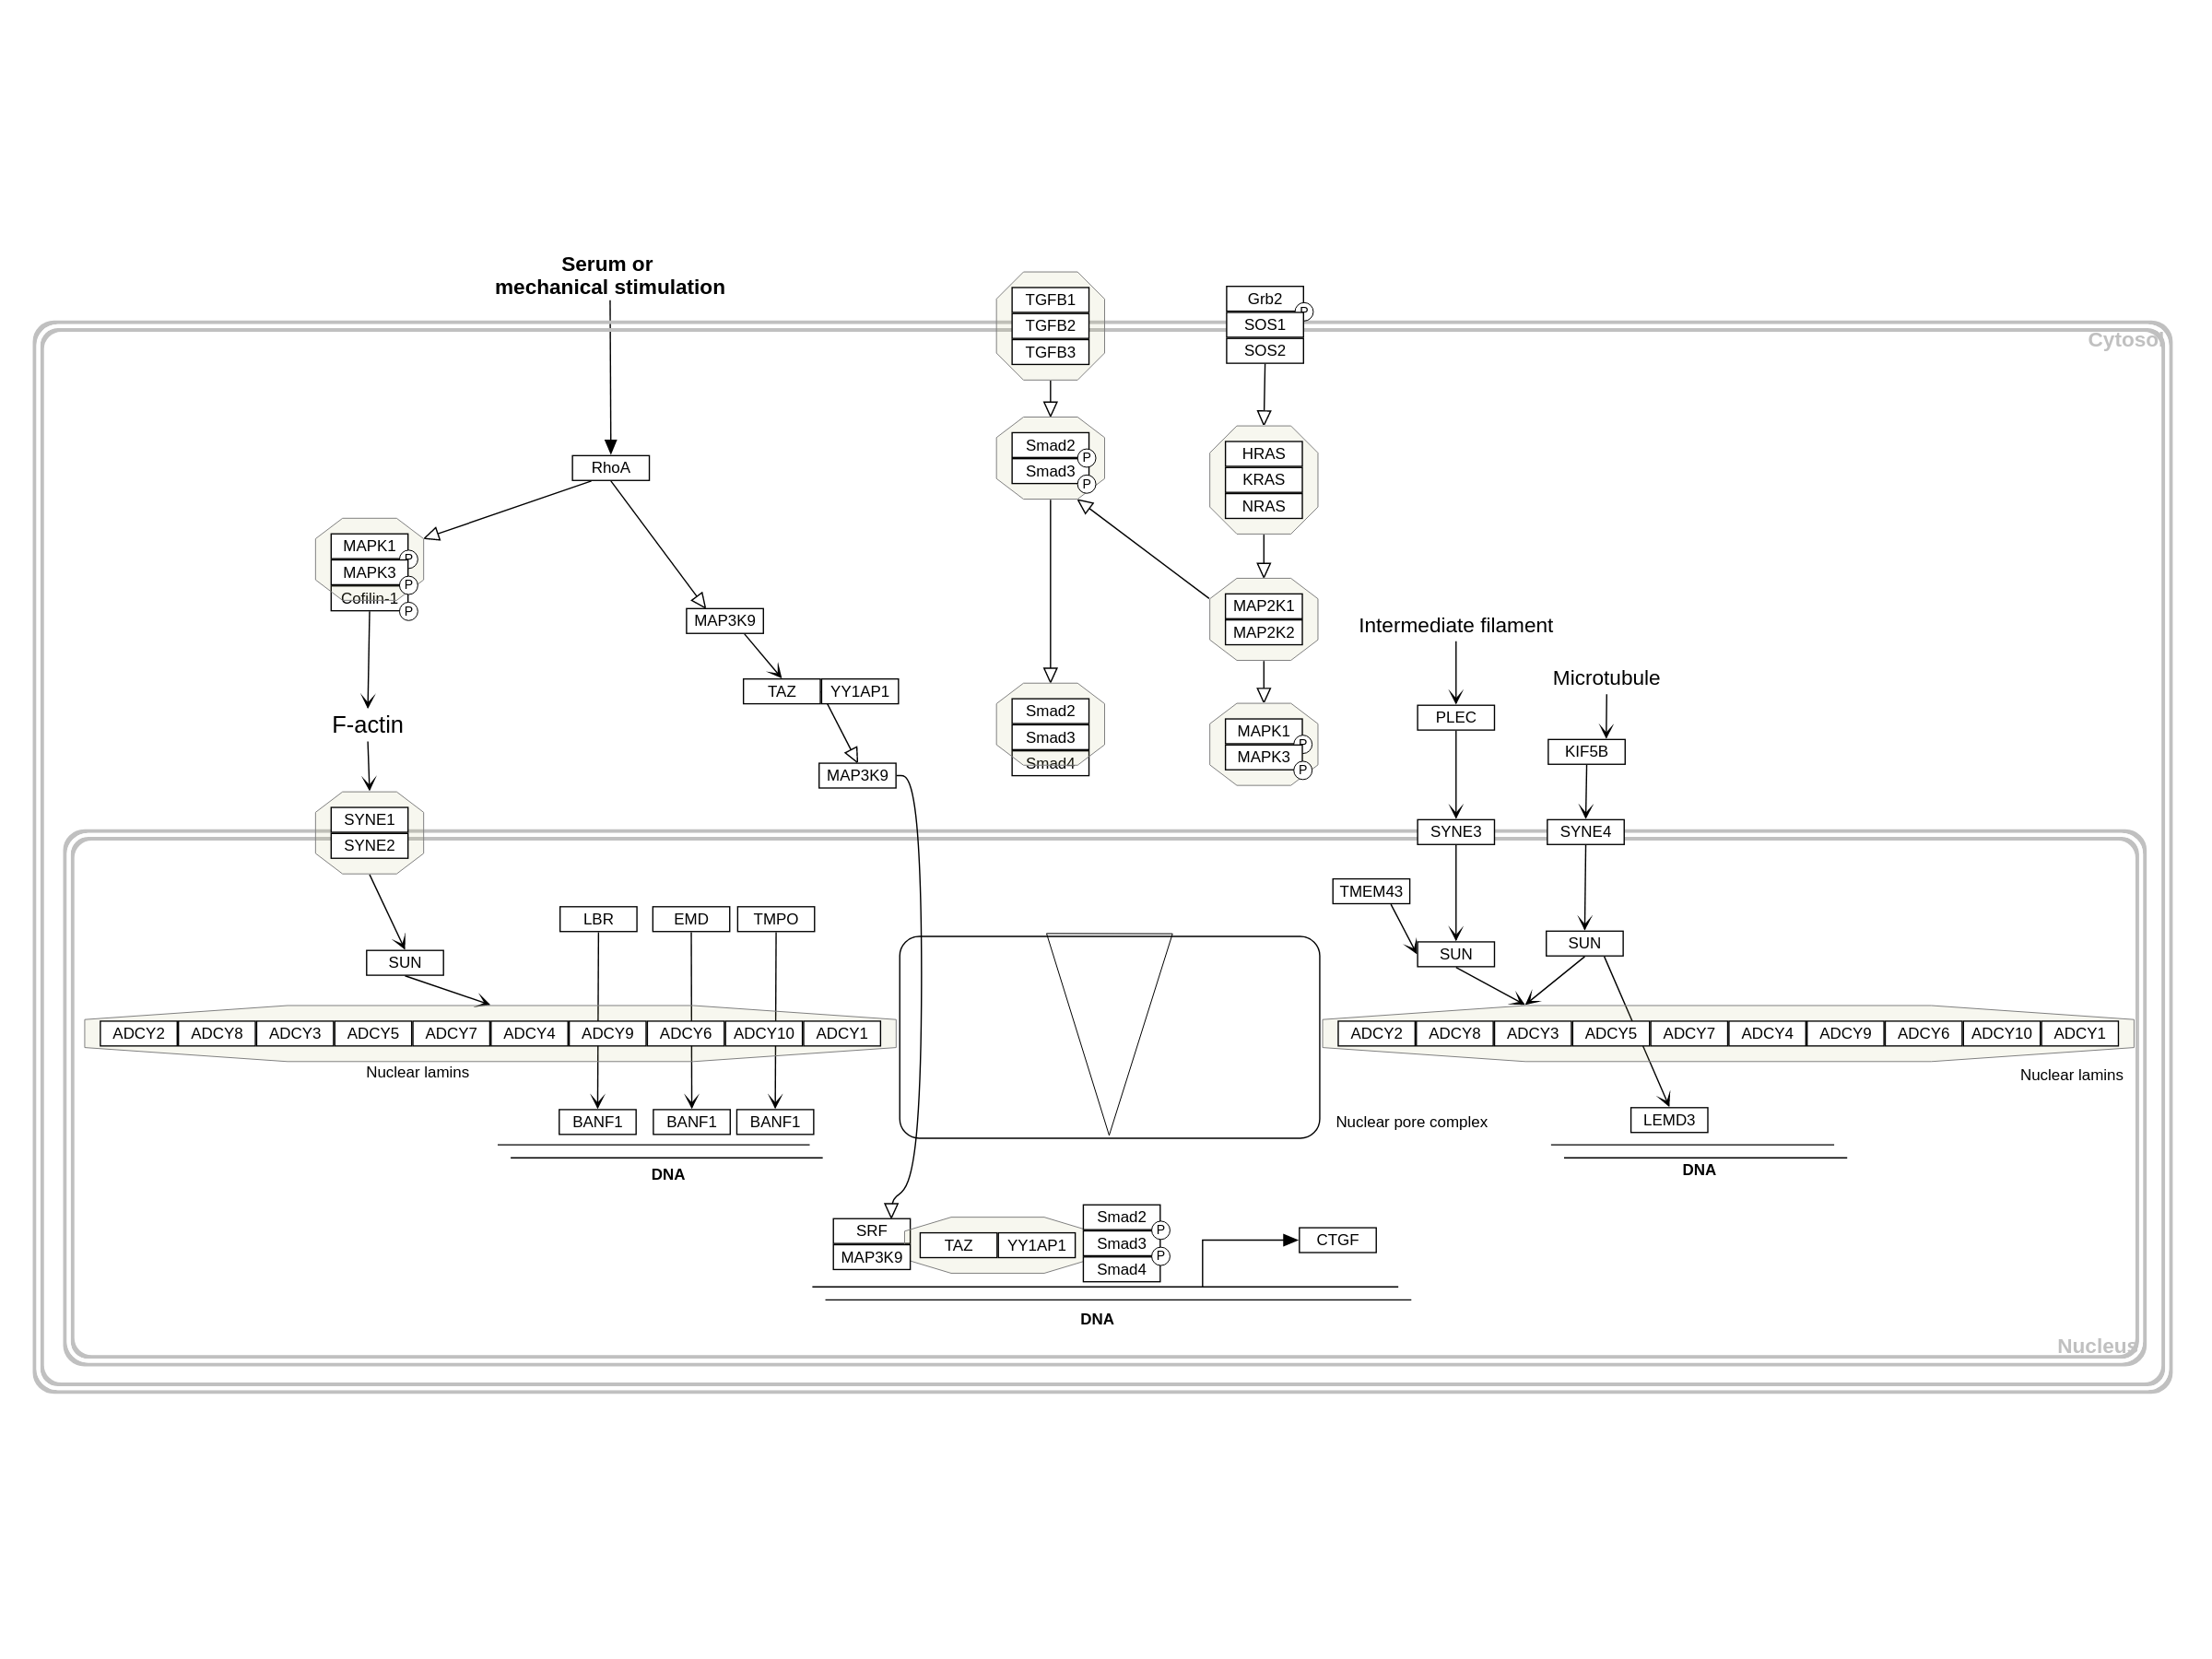 Serum or
mechanical stimulation
TGFB1
TGFB2
TGFB3
Grb2
P
SOS1
SOS2
Cytosol
RhoA
Smad2
P
Smad3
P
HRAS
KRAS
NRAS
MAPK1
P
MAPK3
P
Cofilin-1
P
MAP3K9
MAP2K1
MAP2K2
Intermediate filament
Microtubule
TAZ YY1AP1
F-actin
Smad2
Smad3
Smad4
MAPK1
P
MAPK3
P
PLEC
KIF5B
MAP3K9
SYNE1
SYNE2
SYNE3
SYNE4
TMEM43
LBR EMD TMPO
SUN
SUN
SUN
ADCY2 ADCY8 ADCY3 ADCY5 ADCY7 ADCY4 ADCY9 ADCY6 ADCY10 ADCY1
ADCY2 ADCY8 ADCY3 ADCY5 ADCY7 ADCY4 ADCY9 ADCY6 ADCY10 ADCY1
Nuclear lamins
Nuclear lamins
BANF1 BANF1 BANF1
Nuclear pore complex
LEMD3
DNA
DNA
SRF
MAP3K9
TAZ YY1AP1
Smad2
P
Smad3
P
Smad4
CTGF
DNA
Nucleus